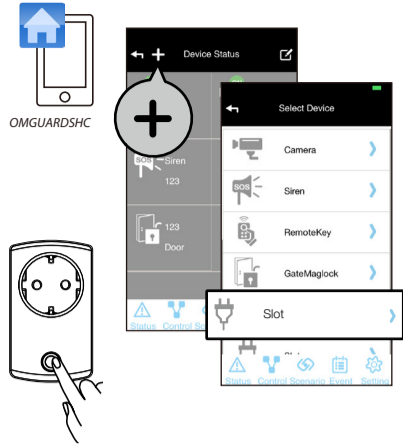 OMGUARDSHC
Device Status
SOS
Siren
123
123
Door
Status Control
Select Device
Camera
SOS
Siren
RemoteKey
GateMaglock
Slot
Status Control Scenario Event Setting